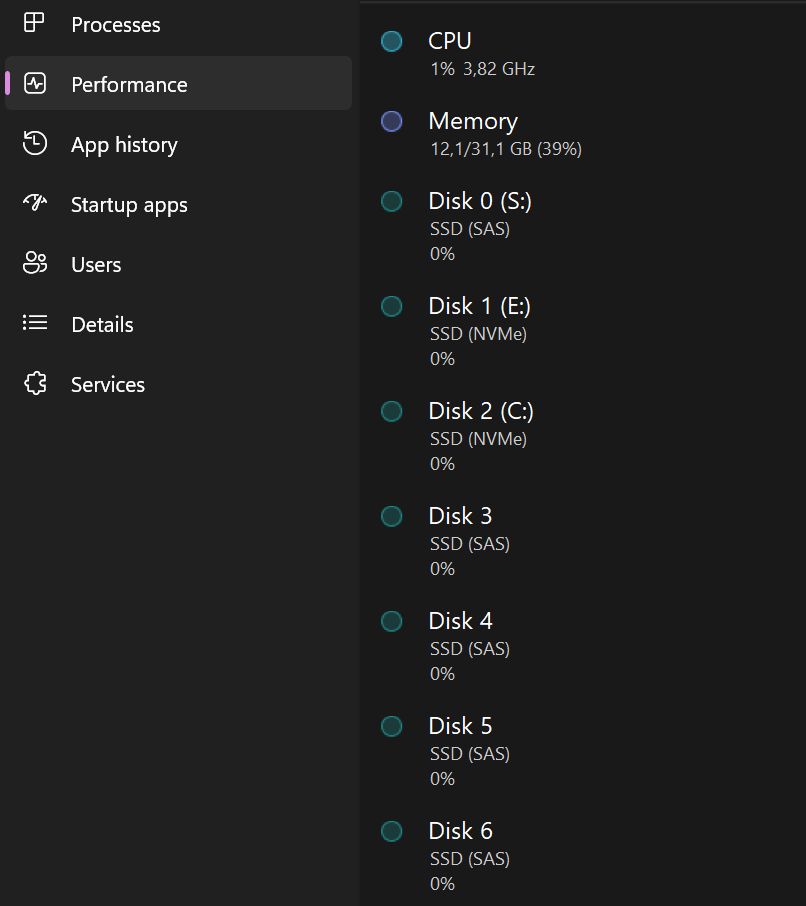 Processes
Performance
App history
Startup apps
Users
Details
Services
CPU
1% 3,82 GHz
Memory
12,1/31,1 GB (39%)
Disk 0 (S:)
SSD (SAS)
0%
Disk 1 (E:)
SSD (NVMe)
0%
Disk 2 (C:)
SSD (NVMe)
0%
Disk 3
SSD (SAS)
0%
Disk 4
SSD (SAS)
0%
Disk 5
SSD (SAS)
0%
Disk 6
SSD (SAS)
0%